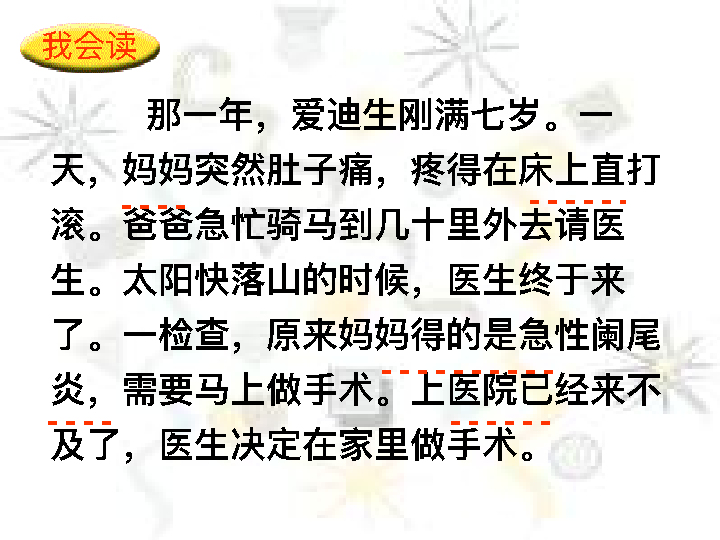 我会读
那一年，爱迪生刚满七岁。一
天，妈妈突然肚子痛，疼得在床上直打
滚。爸爸急忙骑马到几十里外去请医
生。太阳快落山的时候，医生终于来
了。一检查，原来妈妈得的是急性阑尾
炎，需要马上做手术。上医院已经来不
及了，医生决定在家里做手术。